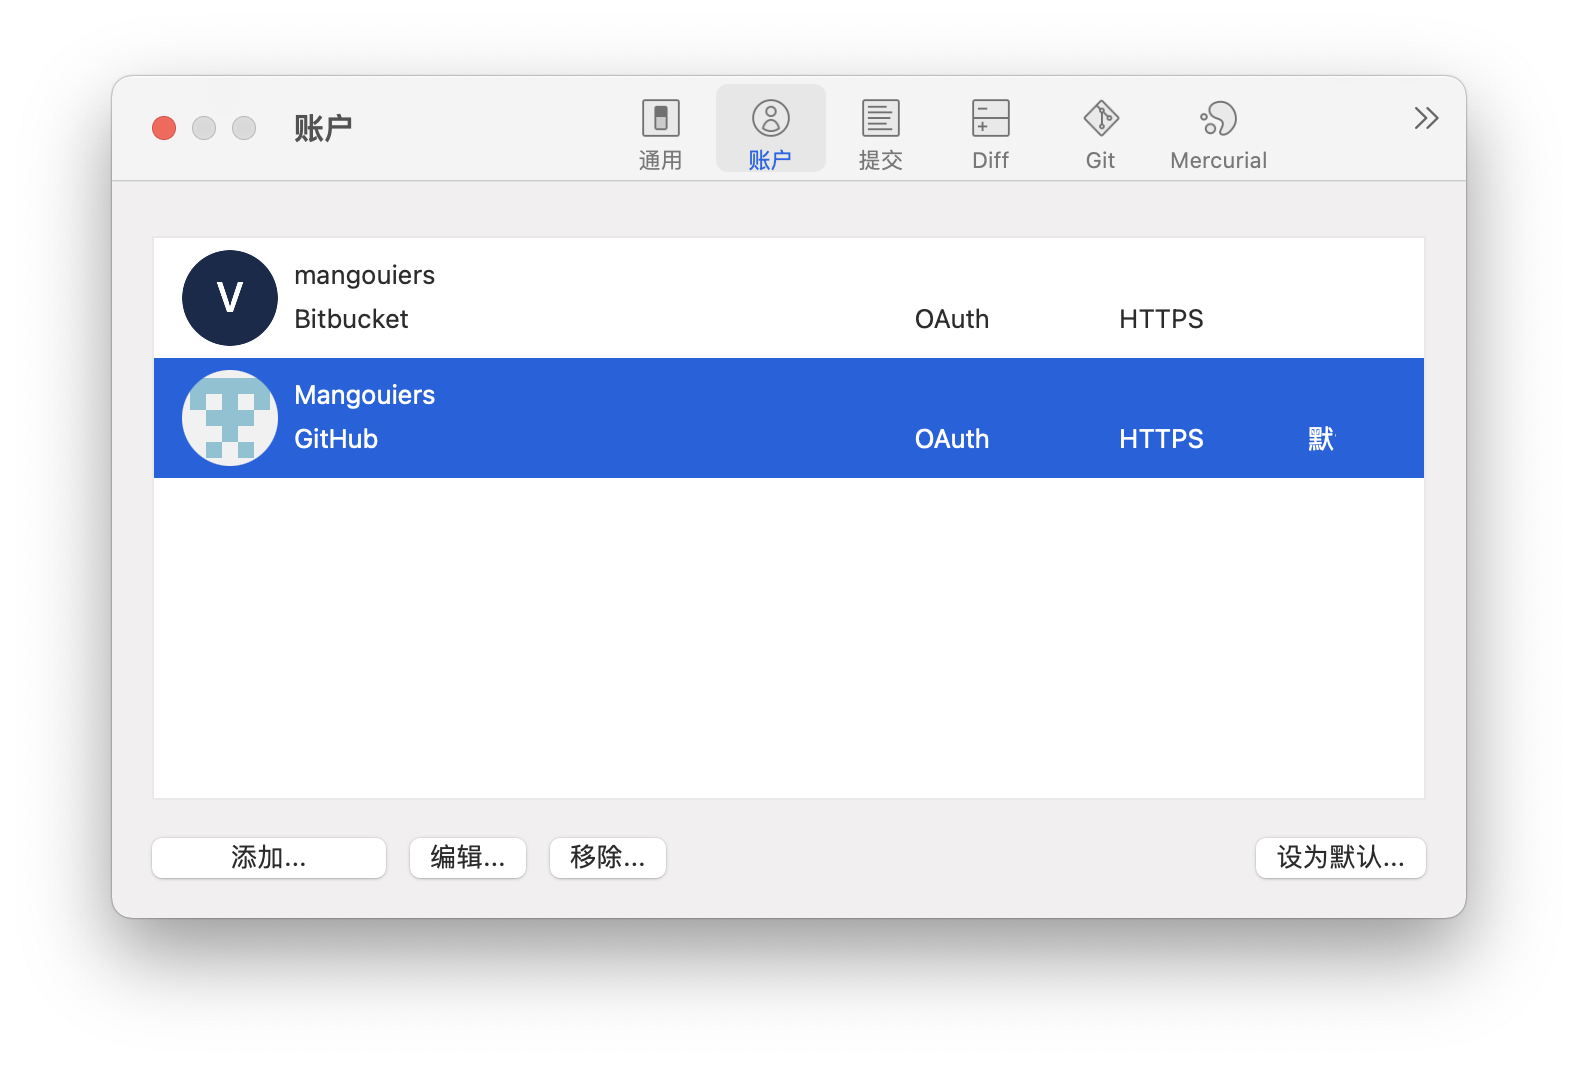 账户
通用
账户
提交
Diff
Git
Mercurial
V
mangouiers
Bitbucket OAuth HTTPS
Mangouiers
GitHub OAuth HTTPS 默
添加...
编辑...
移除...
设为默认...